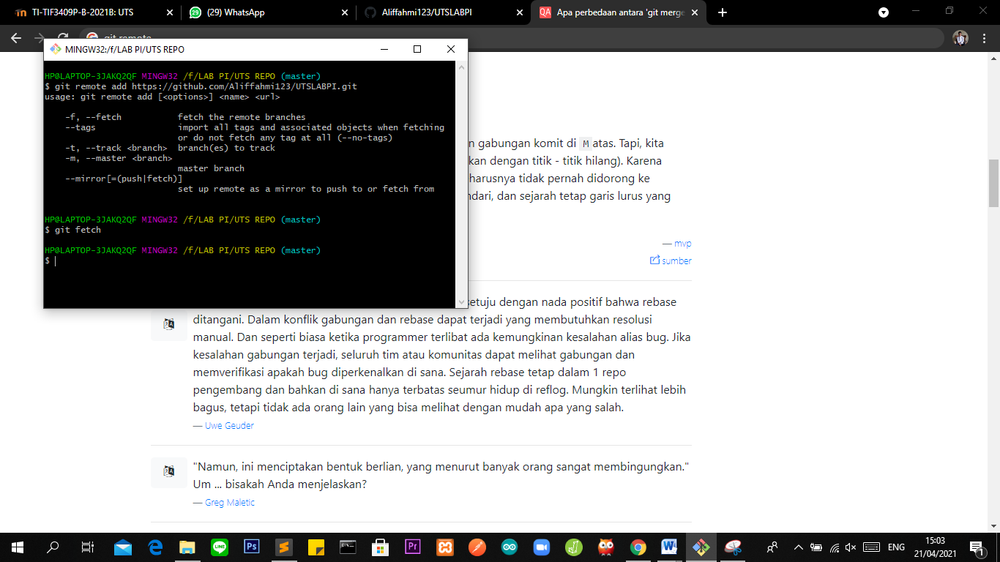 TI-TIF3409P-B-2021B: UTS
(29) WhatsApp
Aliffahmi123/UTSLABPI
Apa perbedaan antara 'git merge
QA
29
git remote
MINGW32:/f/LAB PI/UTS REPO
HP@LAPTOP-3JAKQ2QF MINGW32 /f/LAB PI/UTS REPO (master)
$ git remote add https://github.com/Aliffahmi123/UTSLABPI.git
usage: git remote add [<options>] <name> <url>
-f, --fetch fetch the remote branches
--tags import all tags and associated objects when fetching
or do not fetch any tag at all (--no-tags)
-t, --track <branch> branch(es) to track
-m, --master <branch>
master branch
--mirror[=(push|fetch)]
set up remote as a mirror to push to or fetch from
HP@LAPTOP-3JAKQ2QF MINGW32 /f/LAB PI/UTS REPO (master)
$ git fetch
HP@LAPTOP-3JAKQ2QF MINGW32 /f/LAB PI/UTS REPO (master)
$
n gabungan komit di M atas. Tapi, kita
kan dengan titik - titik hilang). Karena
harusnya tidak pernah didorong ke
ndari, dan sejarah tetap garis lurus yang
— mvp
sumber
setuju dengan nada positif bahwa rebase
ditangani. Dalam konflik gabungan dan rebase dapat terjadi yang membutuhkan resolusi
manual. Dan seperti biasa ketika programmer terlibat ada kemungkinan kesalahan alias bug. Jika
kesalahan gabungan terjadi, seluruh tim atau komunitas dapat melihat gabungan dan
memverifikasi apakah bug diperkenalkan di sana. Sejarah rebase tetap dalam 1 repo
pengembang dan bahkan di sana hanya terbatas seumur hidup di reflog. Mungkin terlihat lebih
bagus, tetapi tidak ada orang lain yang bisa melihat dengan mudah apa yang salah.
— Uwe Geuder
"Namun, ini menciptakan bentuk berlian, yang menurut banyak orang sangat membingungkan."
Um ... bisakah Anda menjelaskan?
— Greg Maletic
LINE
Ps
Pr
W
ENG
15:03
21/04/2021
1